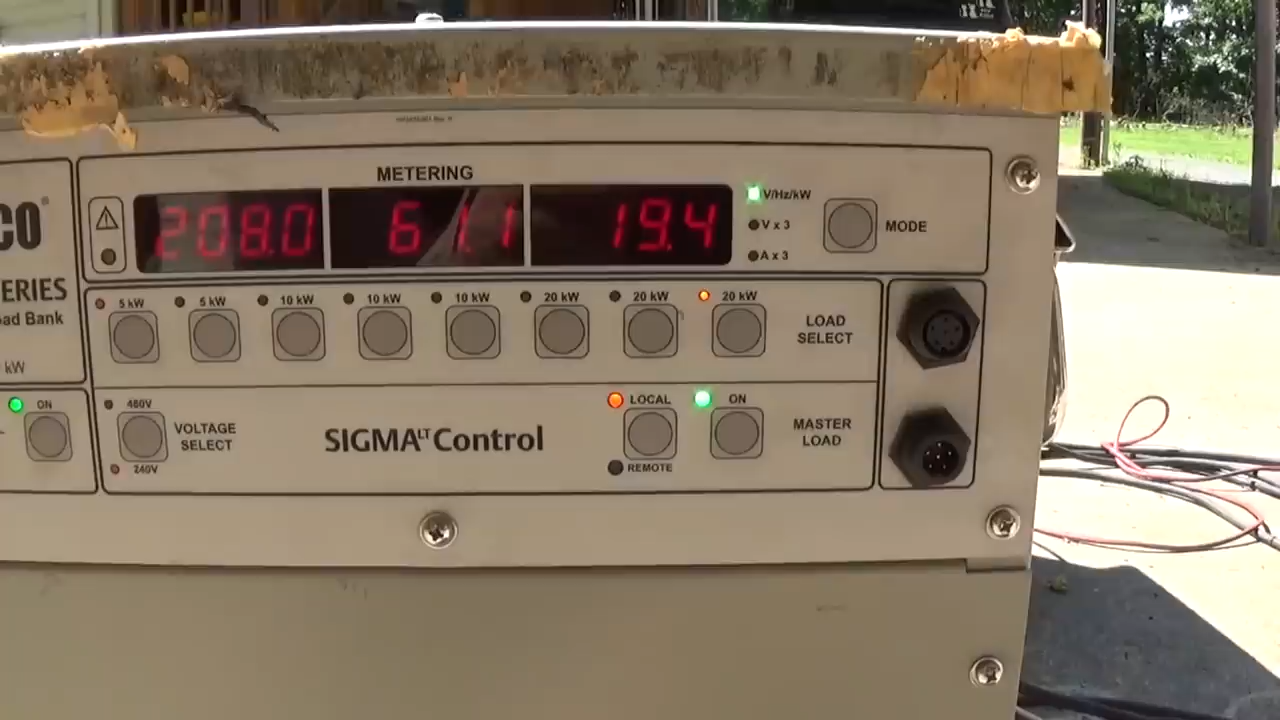 METERING
CO®
208.0 61.1 19.4
V/Hz/kW
V x 3
A x 3
MODE
ERIES
oad Bank
kW
5 kW 5 kW 10 kW 10 kW 10 kW 20 kW 20 kW 20 kW
LOAD
SELECT
ON
480V
240V
VOLTAGE
SELECT
SIGMA LT Control
LOCAL
REMOTE
ON
MASTER
LOAD